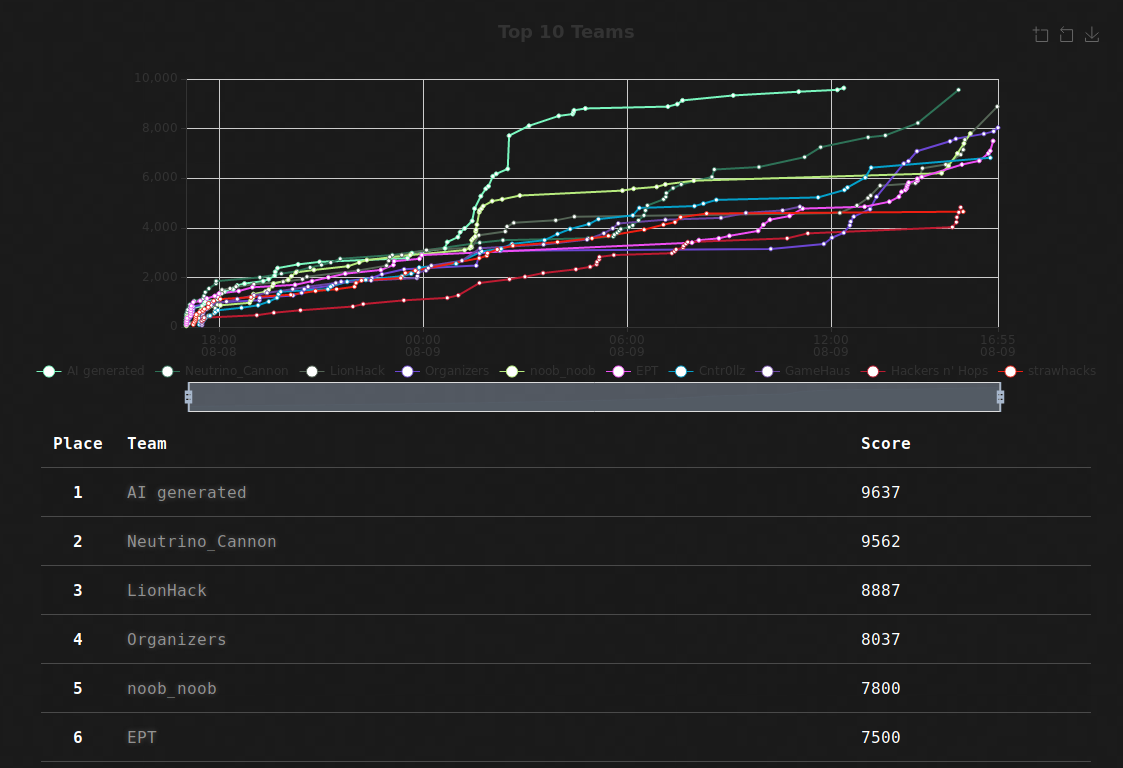 Top 10 Teams
10,000
8,000
6,000
4,000
2,000
0
18:00 00:00 06:00 12:00 16:55
08-08 08-09 08-09 08-09 08-09
AI generated Neutrino_Cannon LionHack Organizers noob_noob EPT Cntr0llz GameHaus Hackers n' Hops strawhacks
Place Team Score
1 AI generated 9637
2 Neutrino_Cannon 9562
3 LionHack 8887
4 Organizers 8037
5 noob_noob 7800
6 EPT 7500